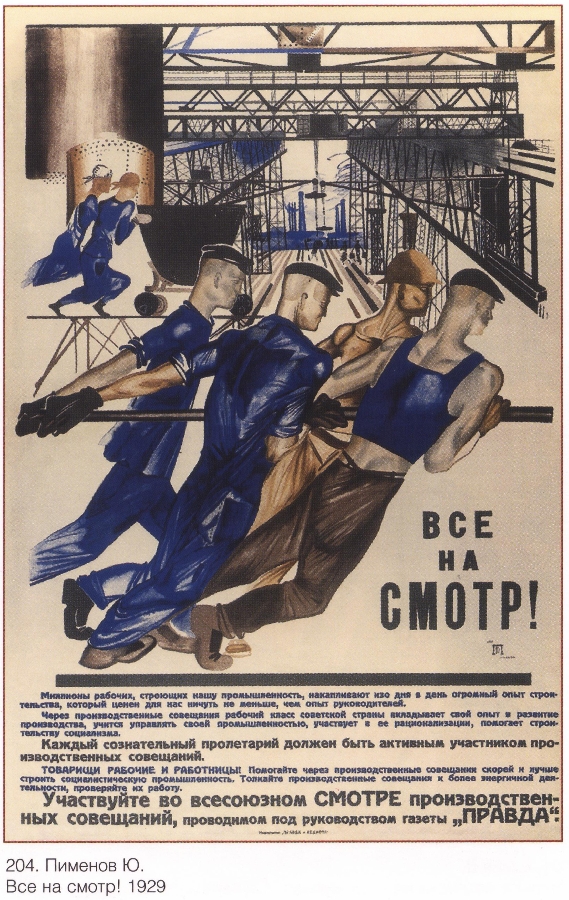 ВСЕ
НА
СМОТР!
Миллионы рабочих, строющих нашу промышленность, накапливают изо дня в день огромный опыт строи-
тельства, который ценен для нас ничуть не меньше, чем опыт руководителей.
Через производственные совещания рабочий класс советской страны вкладывает свой опыт в развитие
производства, учится управлять своей промышленностью, участвует в ее рационализации, помогает стро-
ительству социализма.
Каждый сознательный пролетарий должен быть активным участником про-
изводственных совещаний.
ТОВАРИЩИ РАБОЧИЕ И РАБОТНИЦЫ! Помогайте через производственные совещания скорей и лучше
строить социалистическую промышленность. Толкайте производственные совещания к более энергичной дея-
тельности, проверяйте их работу.
Участвуйте во всесоюзном СМОТРЕ производствен-
ных совещаний, проводимом под руководством газеты „ПРАВДА“.
204. Пименов Ю.
Все на смотр! 1929